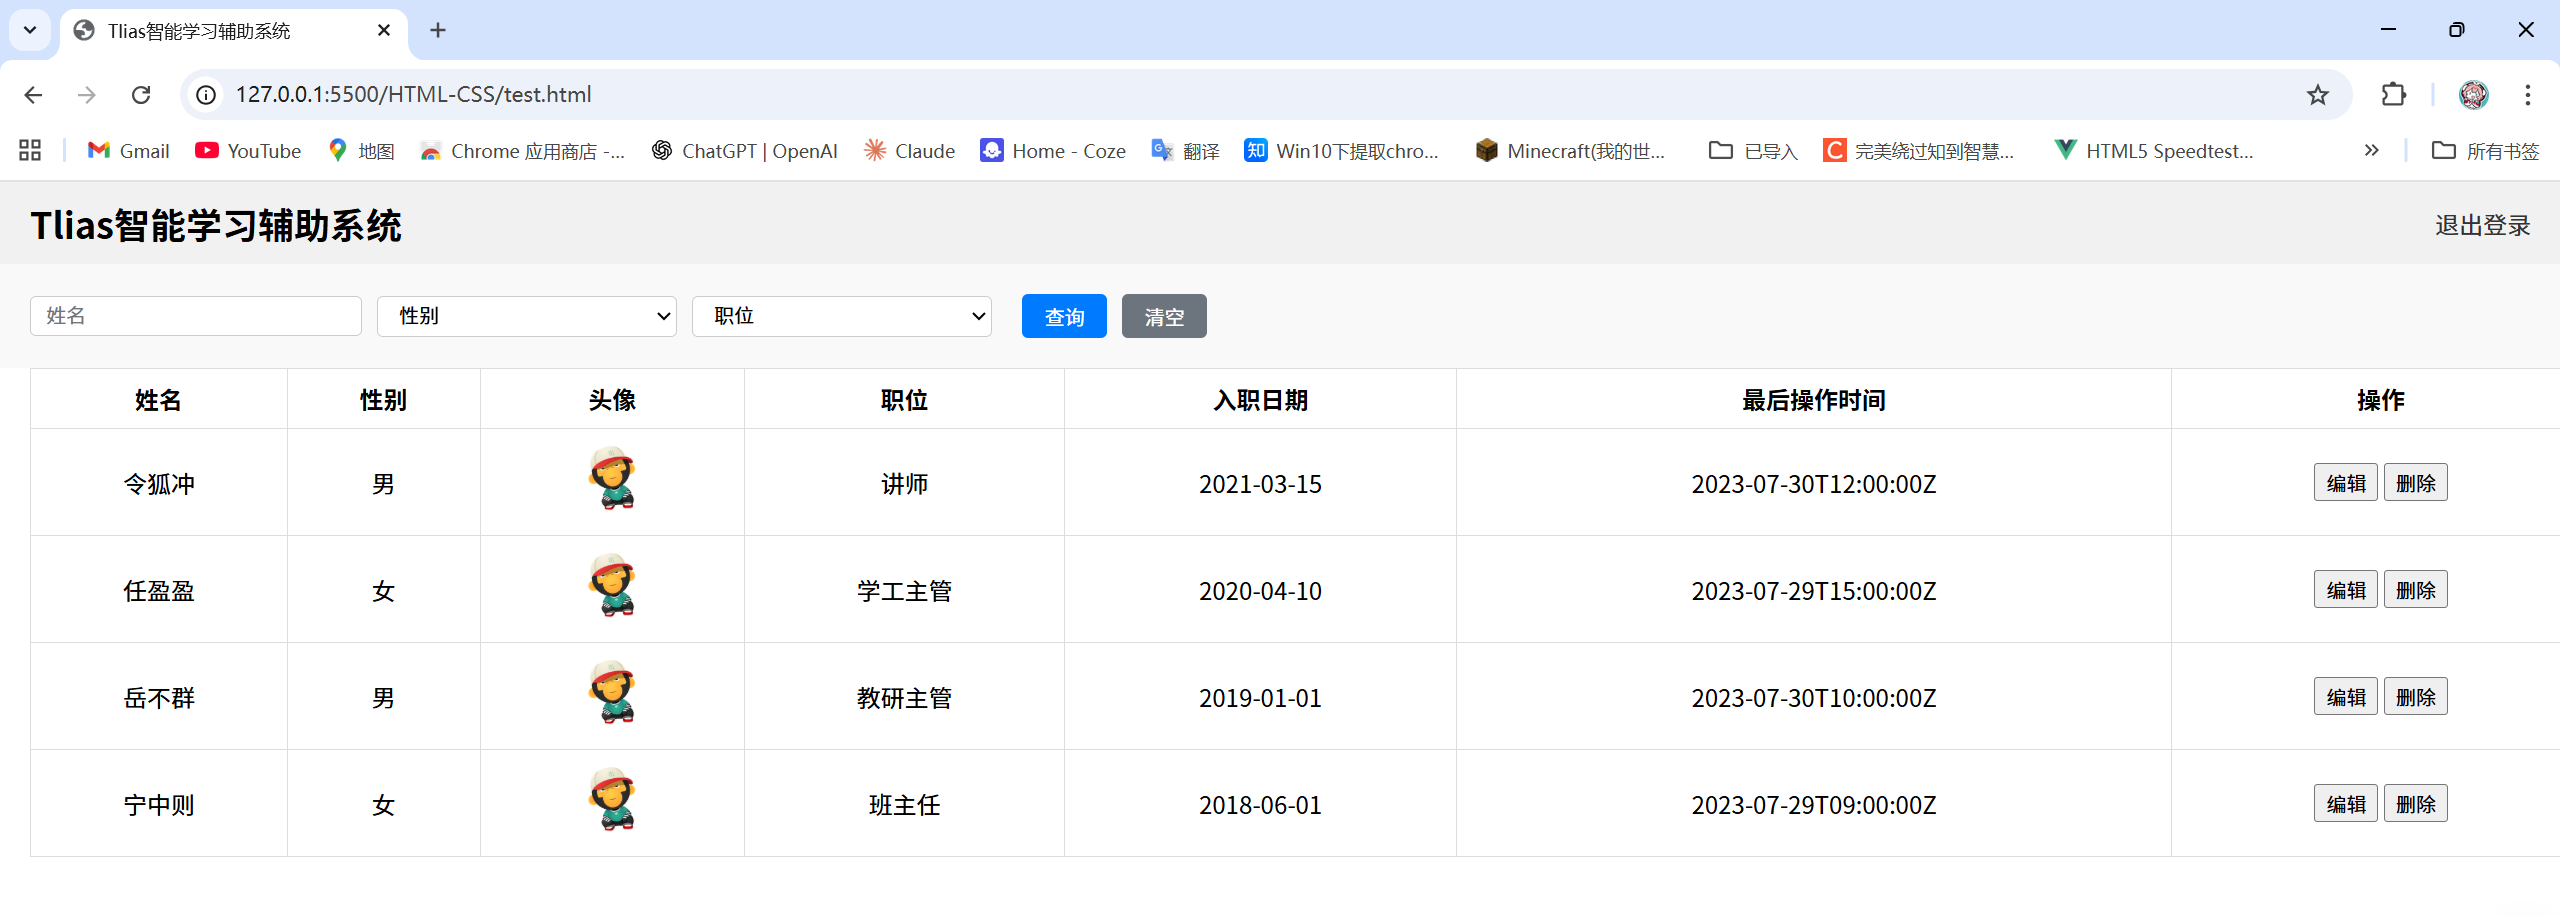 Tlias智能学习辅助系统
127.0.0.1:5500/HTML-CSS/test.html
Gmail YouTube 地图 Chrome 应用商店 -... ChatGPT | OpenAI Claude Home - Coze 翻译 知 Win10下提取chro... Minecraft(我的世... 已导入 C 完美绕过知到智慧... HTML5 Speedtest... 所有书签
Tlias智能学习辅助系统 退出登录
姓名 性别 职位 查询 清空
姓名 性别 头像 职位 入职日期 最后操作时间 操作
令狐冲 男 讲师 2021-03-15 2023-07-30T12:00:00Z 编辑 删除
任盈盈 女 学工主管 2020-04-10 2023-07-29T15:00:00Z 编辑 删除
岳不群 男 教研主管 2019-01-01 2023-07-30T10:00:00Z 编辑 删除
宁中则 女 班主任 2018-06-01 2023-07-29T09:00:00Z 编辑 删除